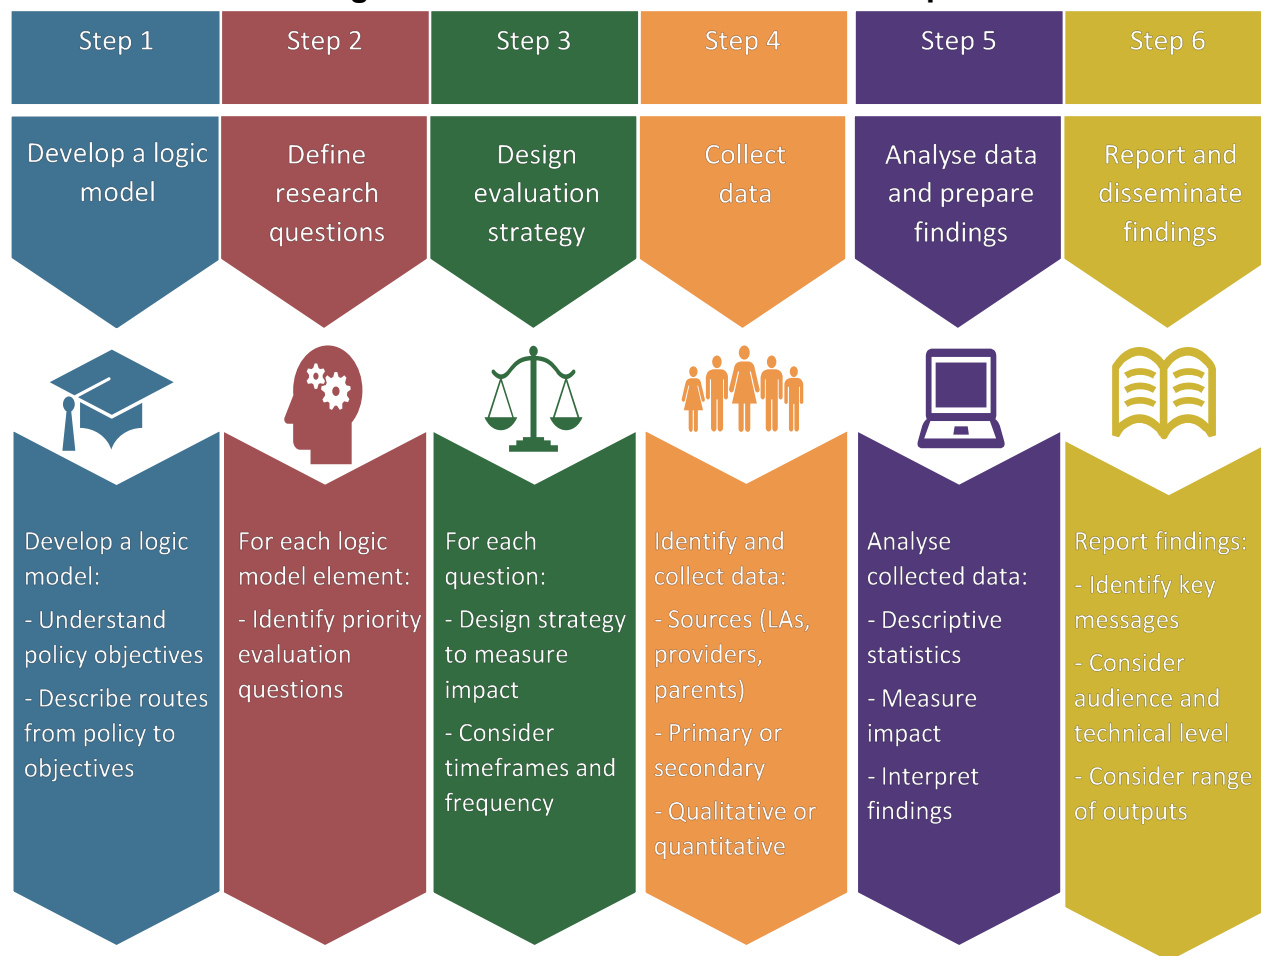 Step 1
Step 2
Step 3
Step 4
Step 5
Step 6
Develop a logic
model
Define
research
questions
Design
evaluation
strategy
Collect
data
Analyse data
and prepare
findings
Report and
disseminate
findings
Develop a logic
model:
- Understand
policy objectives
- Describe routes
from policy to
objectives
For each logic
model element:
- Identify priority
evaluation
questions
For each
question:
- Design strategy
to measure
impact
- Consider
timeframes and
frequency
Identify and
collect data:
- Sources (LAs,
providers,
parents)
- Primary or
secondary
- Qualitative or
quantitative
Analyse
collected data:
- Descriptive
statistics
- Measure
impact
- Interpret
findings
Report findings:
- Identify key
messages
- Consider
audience and
technical level
- Consider range
of outputs